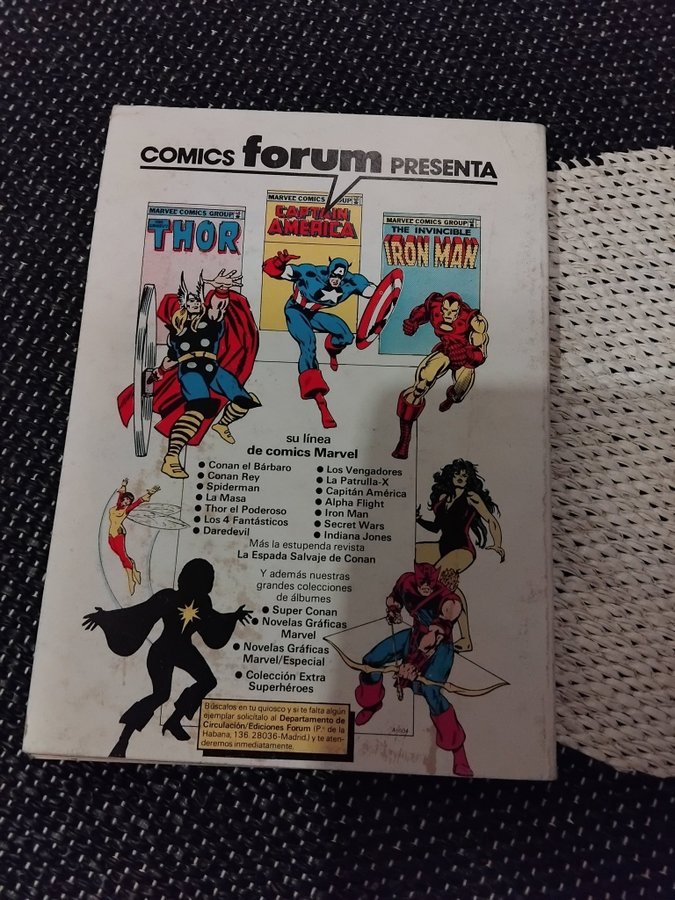 COMICS forum PRESENTA
MARVEL COMICS GROUP
THOR
MARVEL COMICS GROUP
CAPTAIN
AMERICA
MARVEL COMICS GROUP
THE INVINCIBLE
IRON MAN
su línea
de comics Marvel
● Conan el Bárbaro
● Conan Rey
● Spiderman
● La Masa
● Thor el Poderoso
● Los 4 Fantásticos
● Daredevil
● Los Vengadores
● La Patrulla-X
● Capitán América
● Alpha Flight
● Iron Man
● Secret Wars
● Indiana Jones
Más la estupenda revista
La Espada Salvaje de Conan
Y además nuestras
grandes colecciones
de álbumes
● Super Conan
● Novelas Gráficas
Marvel
● Novelas Gráficas
Marvel/Especial
● Colección Extra
Superhéroes
Búscalos en tu quiosco y si te falta algún
ejemplar solicítalo al Departamento de
Circulación/Ediciones Forum (P.º de la
Habana, 136. 28036-Madrid) y te aten-
deremos inmediatamente.